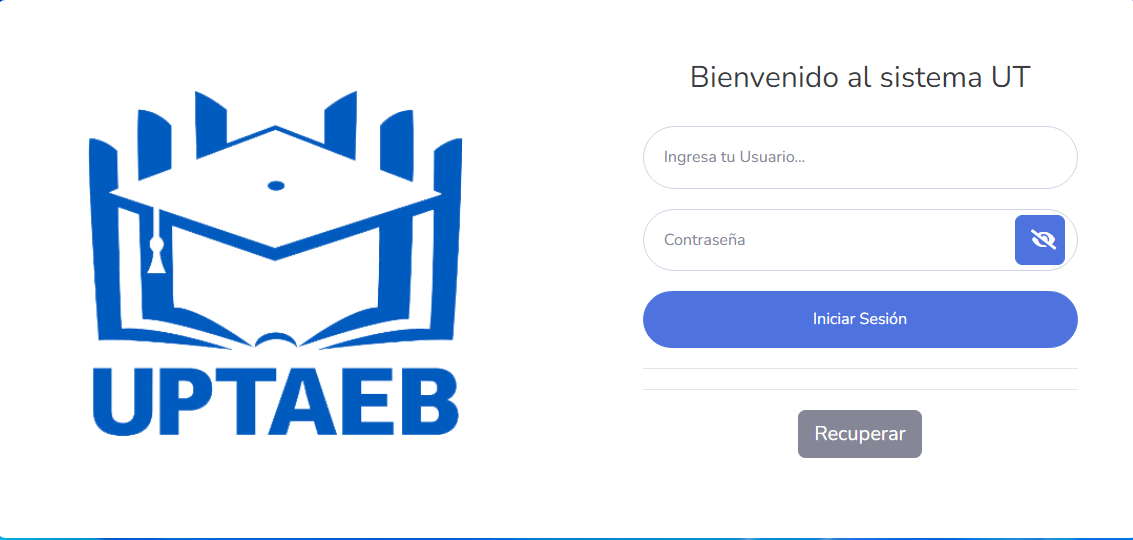 Bienvenido al sistema UT
Ingresa tu Usuario...
Contraseña
Iniciar Sesión
Recuperar
UPTAEB